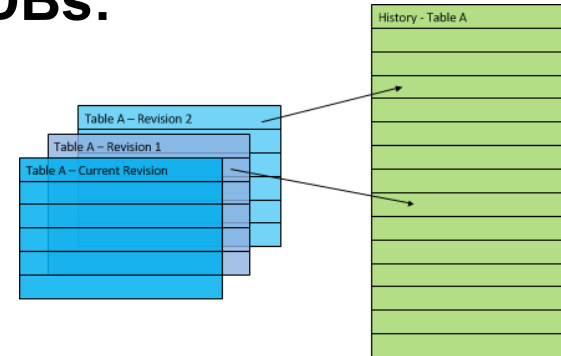 DBs:
History - Table A
Table A – Revision 2
Table A – Revision 1
Table A – Current Revision